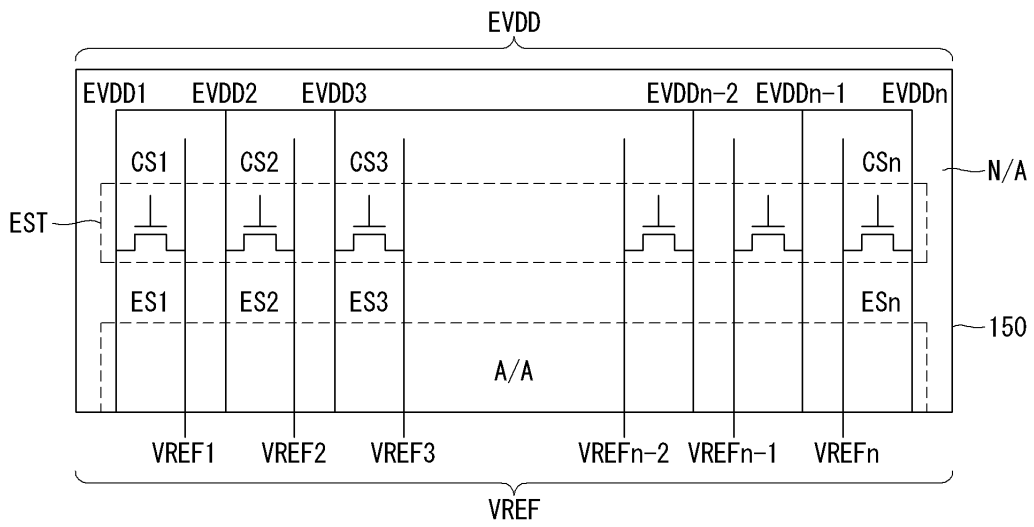 EVDD
EVDD1 EVDD2 EVDD3 EVDDn-2 EVDDn-1 EVDDn
CS1 CS2 CS3 CSn
N/A
EST
ES1 ES2 ES3 ESn
150
A/A
VREF1 VREF2 VREF3 VREFn-2 VREFn-1 VREFn
VREF